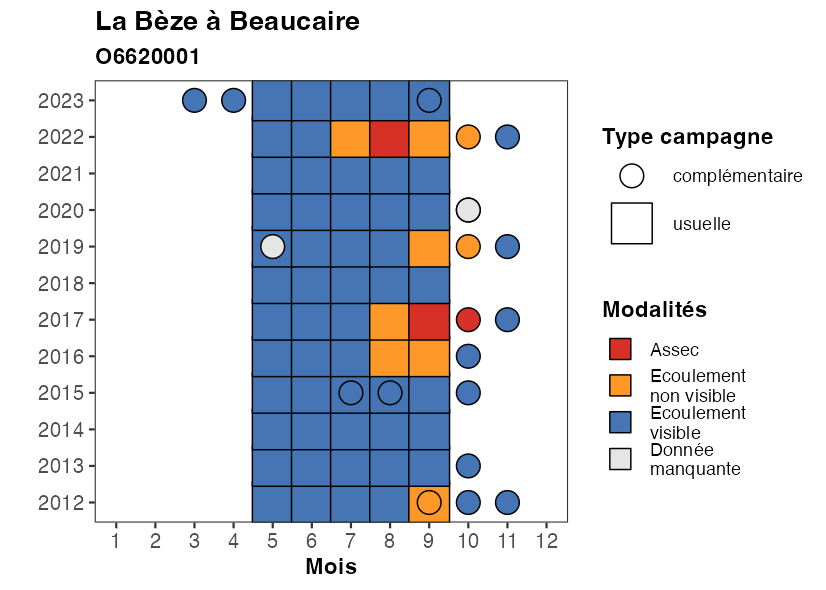 La Bèze à Beaucaire
O6620001
2023
2022
2021
2020
2019
2018
2017
2016
2015
2014
2013
2012
1 2 3 4 5 6 7 8 9 10 11 12
Mois
Type campagne
complémentaire
usuelle
Modalités
Assec
Ecoulement
non visible
Ecoulement
visible
Donnée
manquante